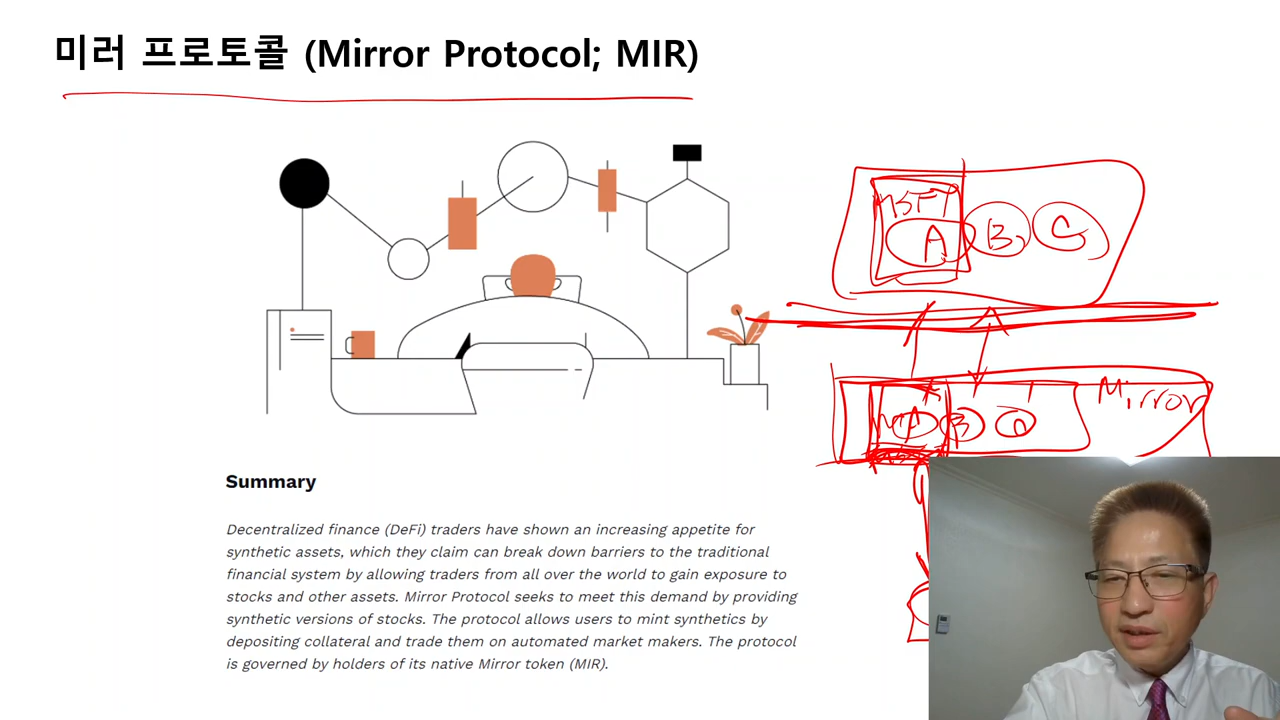 미러 프로토콜 (Mirror Protocol; MIR)
MSFT
A B C
A B
Mirror
Summary
Decentralized finance (DeFi) traders have shown an increasing appetite for
synthetic assets, which they claim can break down barriers to the traditional
financial system by allowing traders from all over the world to gain exposure to
stocks and other assets. Mirror Protocol seeks to meet this demand by providing
synthetic versions of stocks. The protocol allows users to mint synthetics by
depositing collateral and trade them on automated market makers. The protocol
is governed by holders of its native Mirror token (MIR).